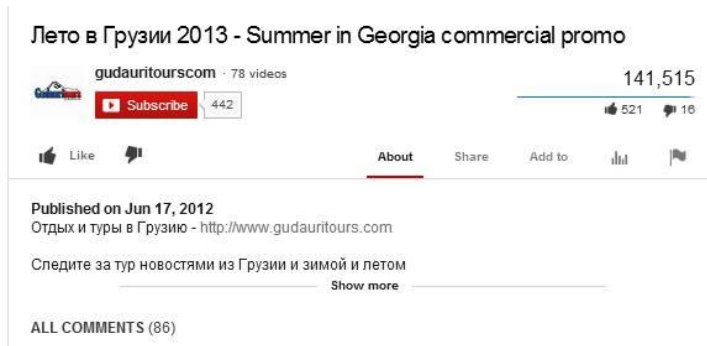 Лето в Грузии 2013 - Summer in Georgia commercial promo
gudauritourscom · 78 videos
Gudauritours
Subscribe 442
141,515
521 16
Like About Share Add to
Published on Jun 17, 2012
Отдых и туры в Грузию - http://www.gudauritours.com
Следите за тур новостями из Грузии и зимой и летом
Show more
ALL COMMENTS (86)